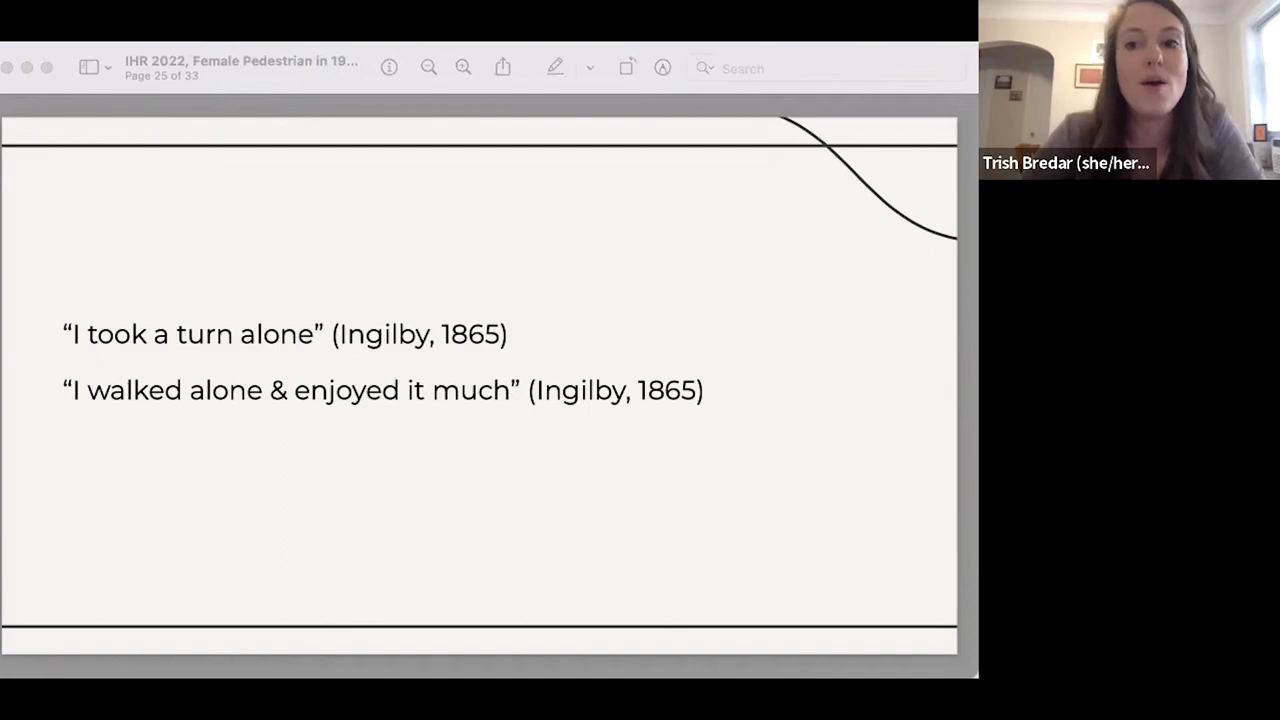 IHR 2022, Female Pedestrian in 19...
Page 25 of 33
Search
Trish Bredar (she/her...
“I took a turn alone” (Ingilby, 1865)
“I walked alone & enjoyed it much” (Ingilby, 1865)